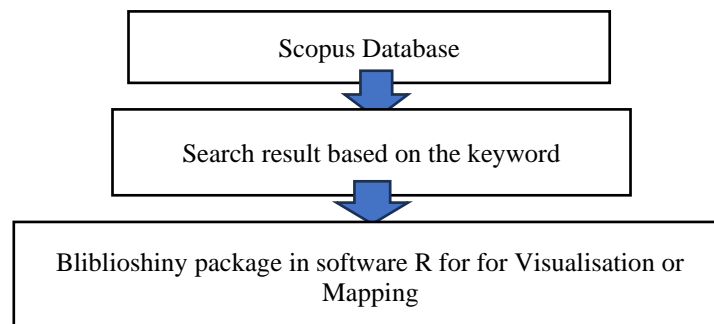 Scopus Database
Search result based on the keyword
Bliblioshiny package in software R for for Visualisation or
Mapping